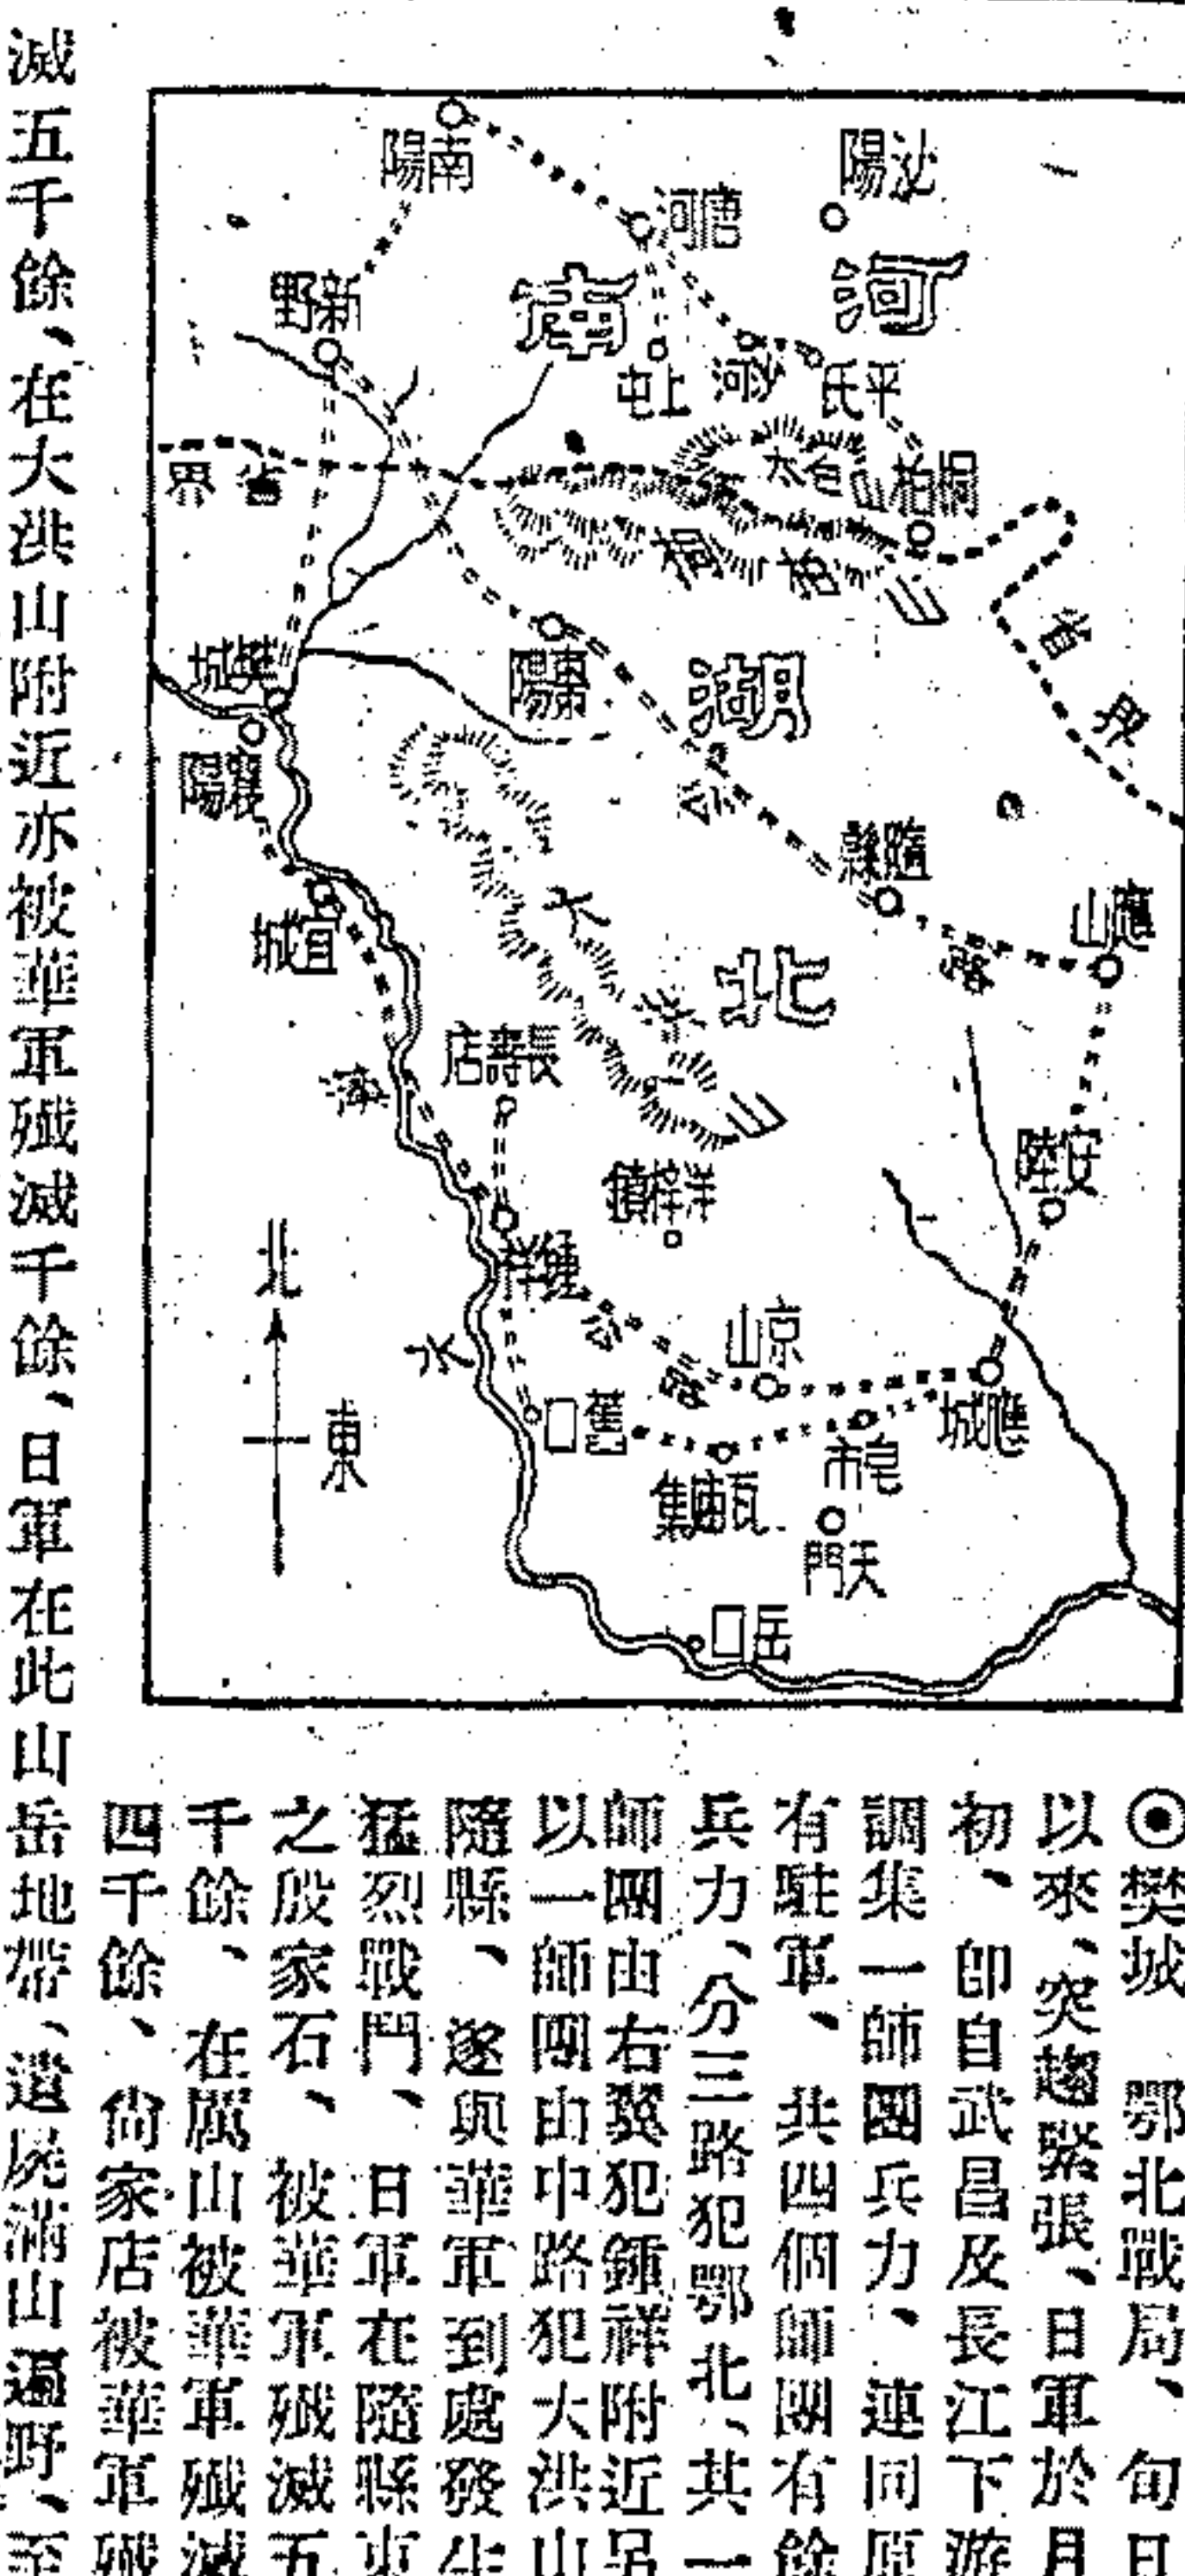 ◉樊城　鄂北戰局、旬日
以來、突趨緊張、日軍於月
初、卽自武昌及長江下游
調集一師團兵力、連同原
有駐軍、共四個師團有餘
兵力、分三路犯鄂北、共一
師團由右翼犯鍾祥附近另
以一師團由中路犯大洪山
隨縣、遂與華軍到處發生
猛烈戰鬥、日軍在隨縣東
之殷家石、被華軍殲滅五
千餘、在厲山被華軍殲滅
四千餘、尙家店被華軍殲
滅五千餘、在大洪山附近亦被華軍殲滅千餘、日軍在此山岳地帶、遺屍滿山遍野、至
泌陽
南陽
唐河
河
南
新野
上屯
沙河
平氏
省界
太白山
桐柏
桐柏山
省界
樊城
棗陽
湖
襄陽
公
隨縣
路
應山
宜城
大洪山
北
長壽店
海
安陸
洋梓鎮
鍾祥
公路
京山
水
舊口
應城
皂市
瓦廟集
天門
岳口
北
東